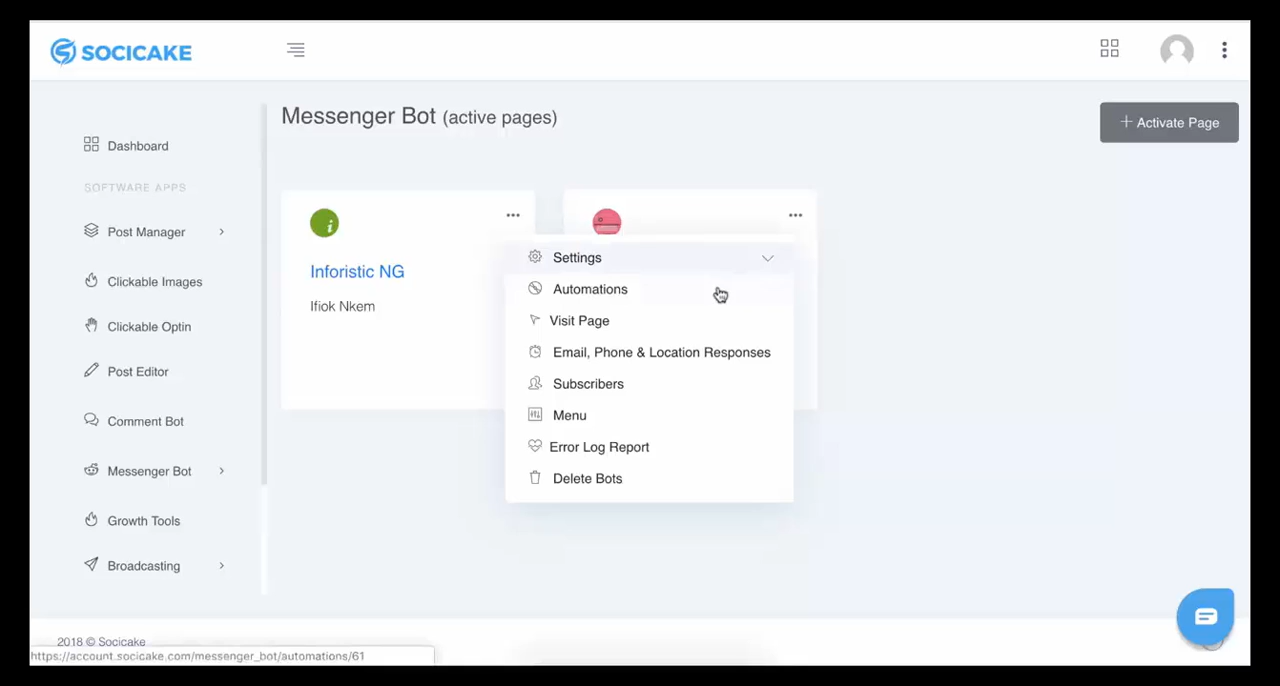 SOCICAKE
Messenger Bot (active pages)
+ Activate Page
Dashboard
SOFTWARE APPS
Post Manager
Clickable Images
Clickable Optin
Post Editor
Comment Bot
Messenger Bot
Growth Tools
Broadcasting
Inforistic NG
Ifiok Nkem
Settings
Automations
Visit Page
Email, Phone & Location Responses
Subscribers
Menu
Error Log Report
Delete Bots
2018 © Socicake
https://account.socicake.com/messenger_bot/automations/61